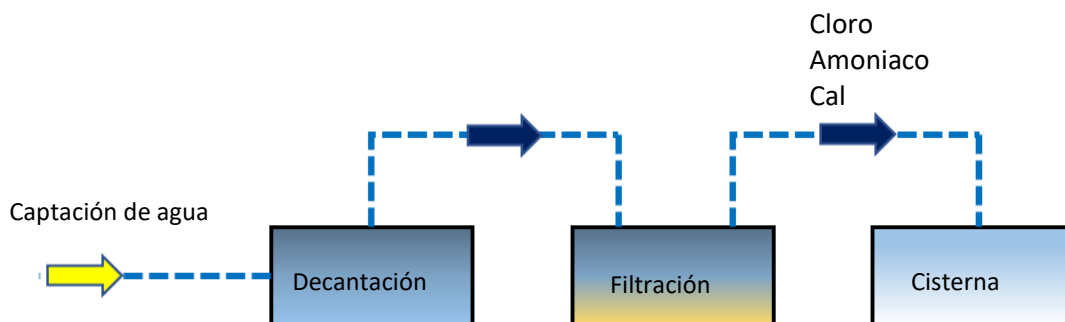 Cloro
Amoniaco
Cal
Captación de agua
Decantación
Filtración
Cisterna